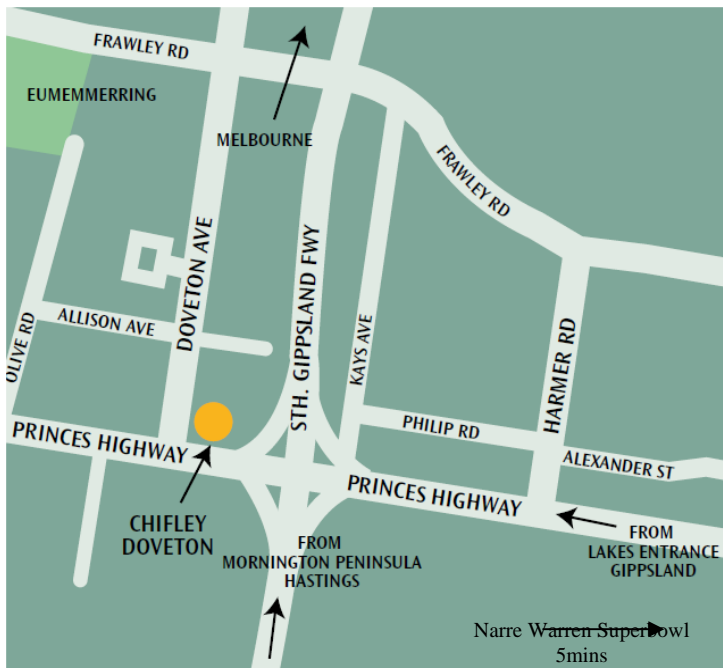 FRAWLEY RD
EUMEMMERRING
MELBOURNE
FRAWLEY RD
DOVETON AVE
STH. GIPPSLAND FWY
ALLISON AVE
OLIVE RD
KAYS AVE
HARMER RD
PHILIP RD
ALEXANDER ST
PRINCES HIGHWAY
PRINCES HIGHWAY
CHIFLEY
DOVETON
FROM
MORNINGTON PENINSULA
HASTINGS
FROM
LAKES ENTRANCE
GIPPSLAND
Narre Warren Superbowl
5mins